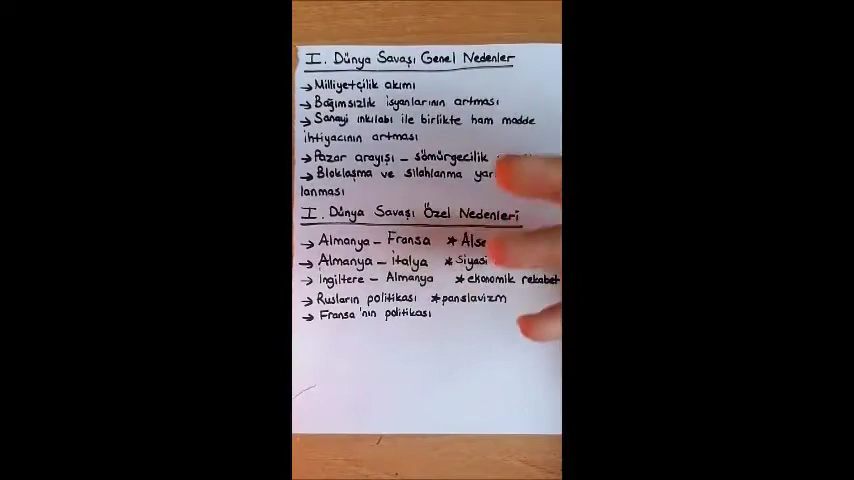 I. Dünya Savaşı Genel Nedenler
→ Milliyetçilik akımı
→ Bağımsızlık isyanlarının artması
→ Sanayi inkılabı ile birlikte ham madde
ihtiyacının artması
→ Pazar arayışı - sömürgecilik
→ Bloklaşma ve silahlanma
lanması
I. Dünya Savaşı Özel Nedenleri
→ Almanya - Fransa *
→ Almanya - italya * siyasi
→ İngiltere - Almanya * ekonomik rekabet
→ Rusların politikası * panslavizm
→ Fransa'nın politikası